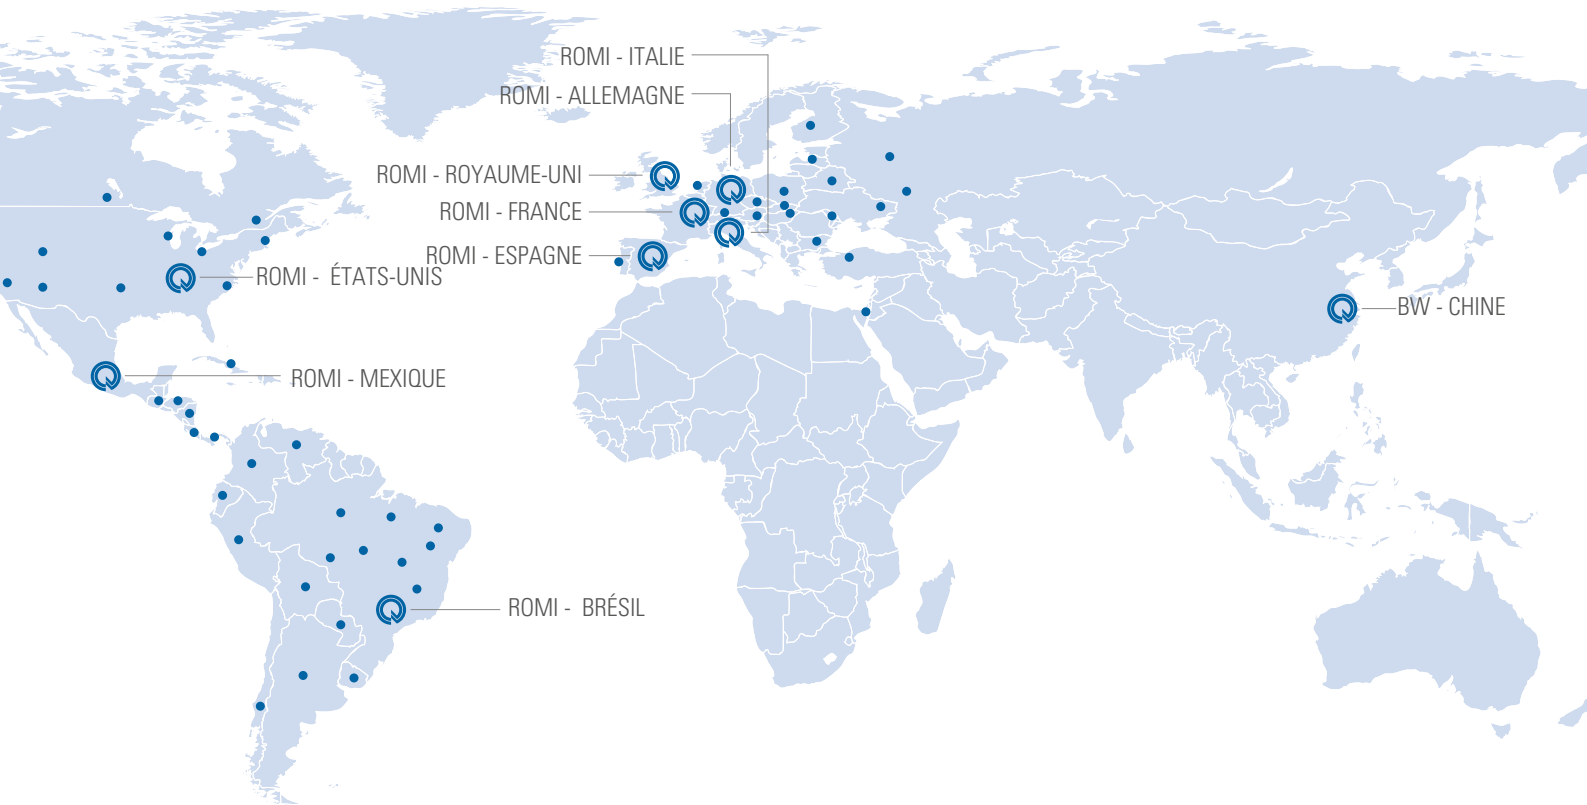 ROMI - ITALIE
ROMI - ALLEMAGNE
ROMI - ROYAUME-UNI
ROMI - FRANCE
ROMI - ESPAGNE
ROMI - ÉTATS-UNIS
BW - CHINE
ROMI - MEXIQUE
ROMI - BRÉSIL